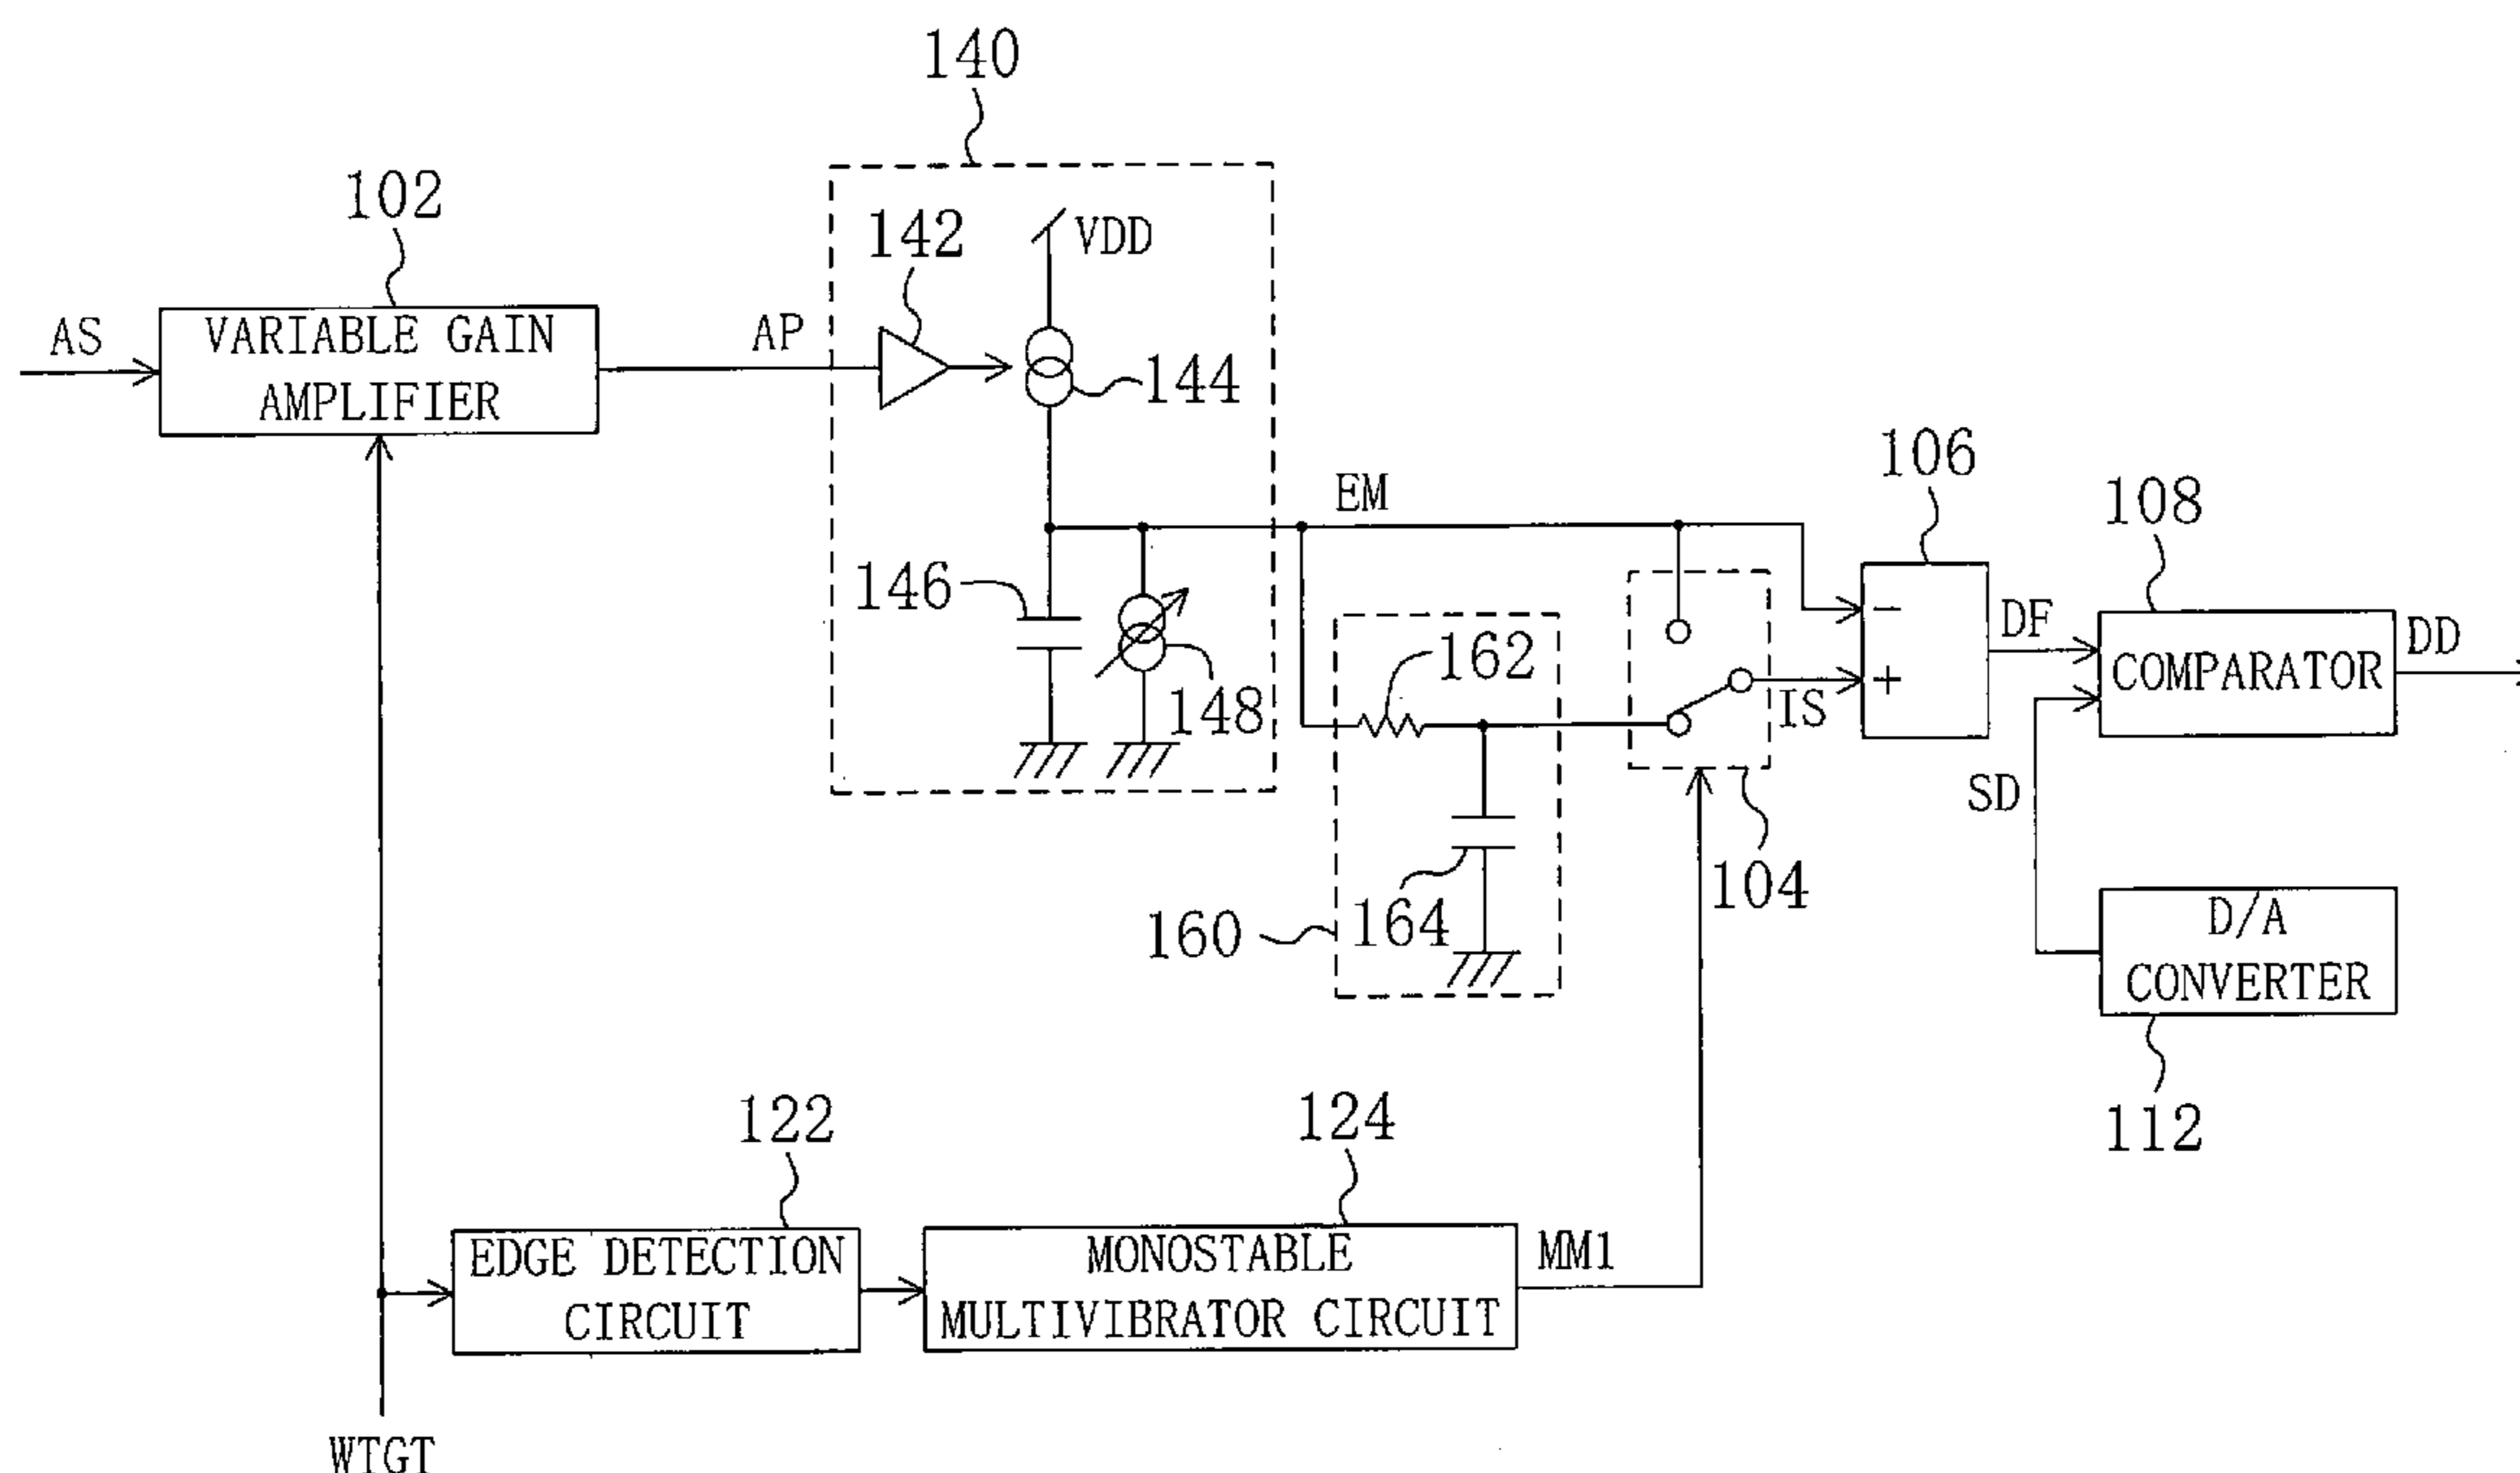 140
102
142
VDD
AS
VARIABLE GAIN
AMPLIFIER
AP
144
EM
106
108
146
148
162
−
+
IS
DF
COMPARATOR
DD
SD
104
160
164
D/A
CONVERTER
112
122
124
EDGE DETECTION
CIRCUIT
MONOSTABLE
MULTIVIBRATOR CIRCUIT
MM1
WTGT